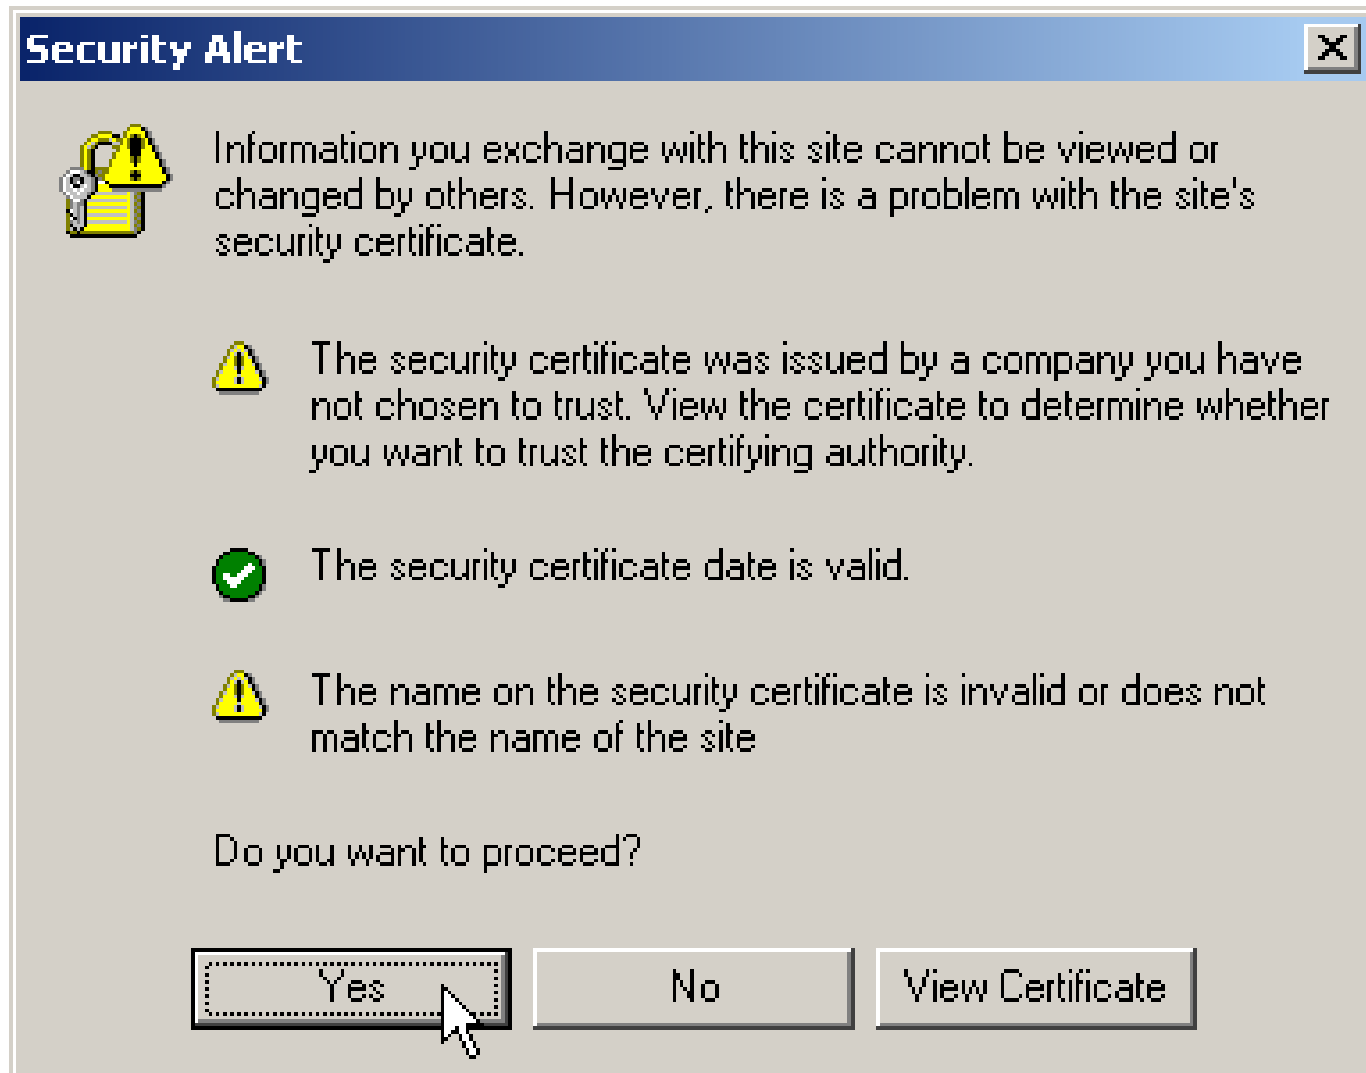 Security Alert
Information you exchange with this site cannot be viewed or
changed by others. However, there is a problem with the site's
security certificate.
The security certificate was issued by a company you have
not chosen to trust. View the certificate to determine whether
you want to trust the certifying authority.
The security certificate date is valid.
The name on the security certificate is invalid or does not
match the name of the site
Do you want to proceed?
Yes No View Certificate